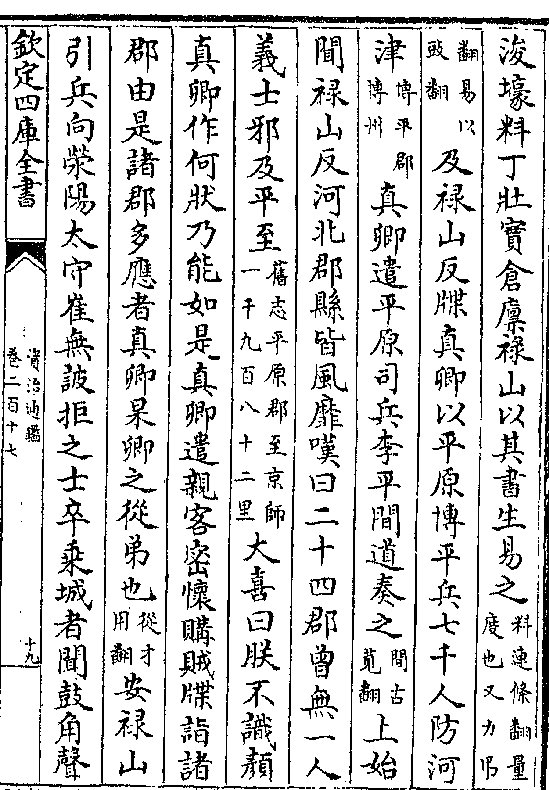 浚壕料丁壯實倉廩祿山以其書生易之料連條翻量度也又力弔
翻易以豉翻及祿山反牒真卿以平原博平兵七千人防河
津博平郡博州真卿遣平原司兵李平間道奏之間古莧翻上始
聞祿山反河北郡縣皆風靡嘆曰二十四郡曾無一人
義士邪及平至舊志平原郡至京師一千九百八十二里大喜曰朕不識顏
真卿作何狀乃能如是真卿遣親客密懷購賊牒詣諸
郡由是諸郡多應者真卿杲卿之從弟也從才用翻安祿山
引兵向滎陽太守崔無詖拒之士卒乗城者聞鼓角聲
欽定四庫全書
資治通鑑
卷二百十七
十九